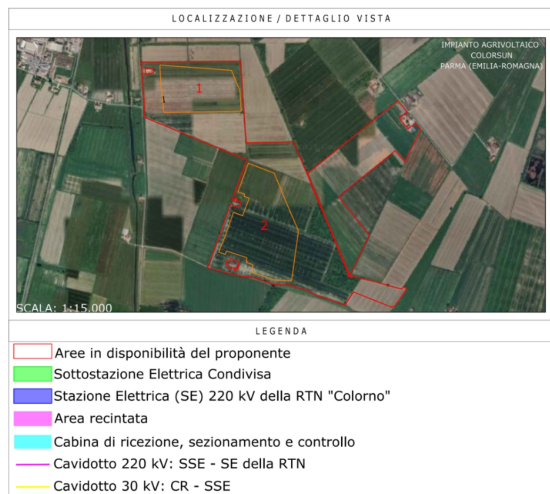 LOCALIZZAZIONE / DETTAGLIO VISTA
IMPIANTO AGRIVOLTAICO
COLORSUN
PARMA (EMILIA-ROMAGNA)
1
2
SCALA: 1:15.000
LEGENDA
Aree in disponibilità del proponente
Sottostazione Elettrica Condivisa
Stazione Elettrica (SE) 220 kV della RTN "Colorno"
Area recintata
Cabina di ricezione, sezionamento e controllo
Cavidotto 220 kV: SSE - SE della RTN
Cavidotto 30 kV: CR - SSE